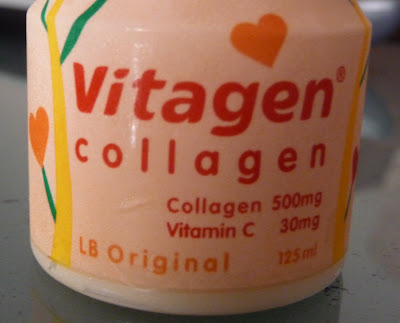 Vitagen®
collagen
Collagen 500mg
Vitamin C 30mg
LB Original 125ml